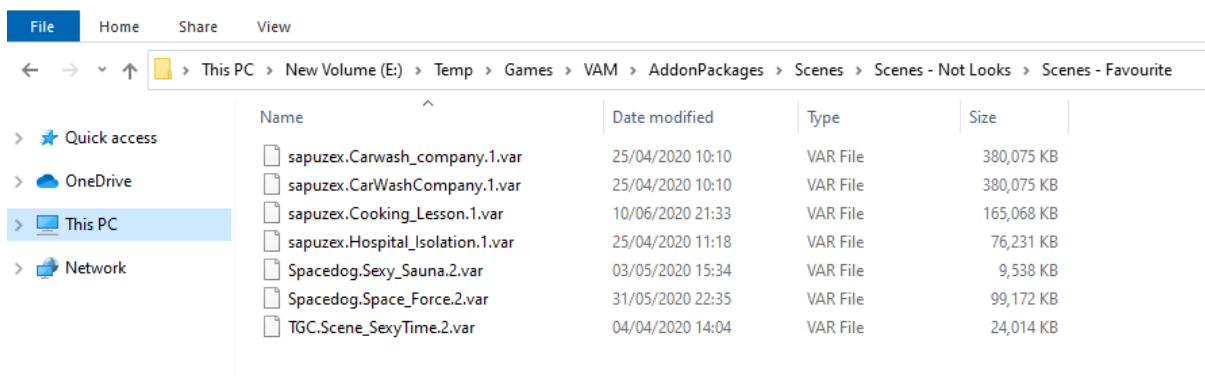 File Home Share View
This PC > New Volume (E:) > Temp > Games > VAM > AddonPackages > Scenes > Scenes - Not Looks > Scenes - Favourite
Quick access
OneDrive
This PC
Network
Name Date modified Type Size
sapuzex.Carwash_company.1.var 25/04/2020 10:10 VAR File 380,075 KB
sapuzex.CarWashCompany.1.var 25/04/2020 10:10 VAR File 380,075 KB
sapuzex.Cooking_Lesson.1.var 10/06/2020 21:33 VAR File 165,068 KB
sapuzex.Hospital_Isolation.1.var 25/04/2020 11:18 VAR File 76,231 KB
Spacedog.Sexy_Sauna.2.var 03/05/2020 15:34 VAR File 9,538 KB
Spacedog.Space_Force.2.var 31/05/2020 22:35 VAR File 99,172 KB
TGC.Scene_SexyTime.2.var 04/04/2020 14:04 VAR File 24,014 KB